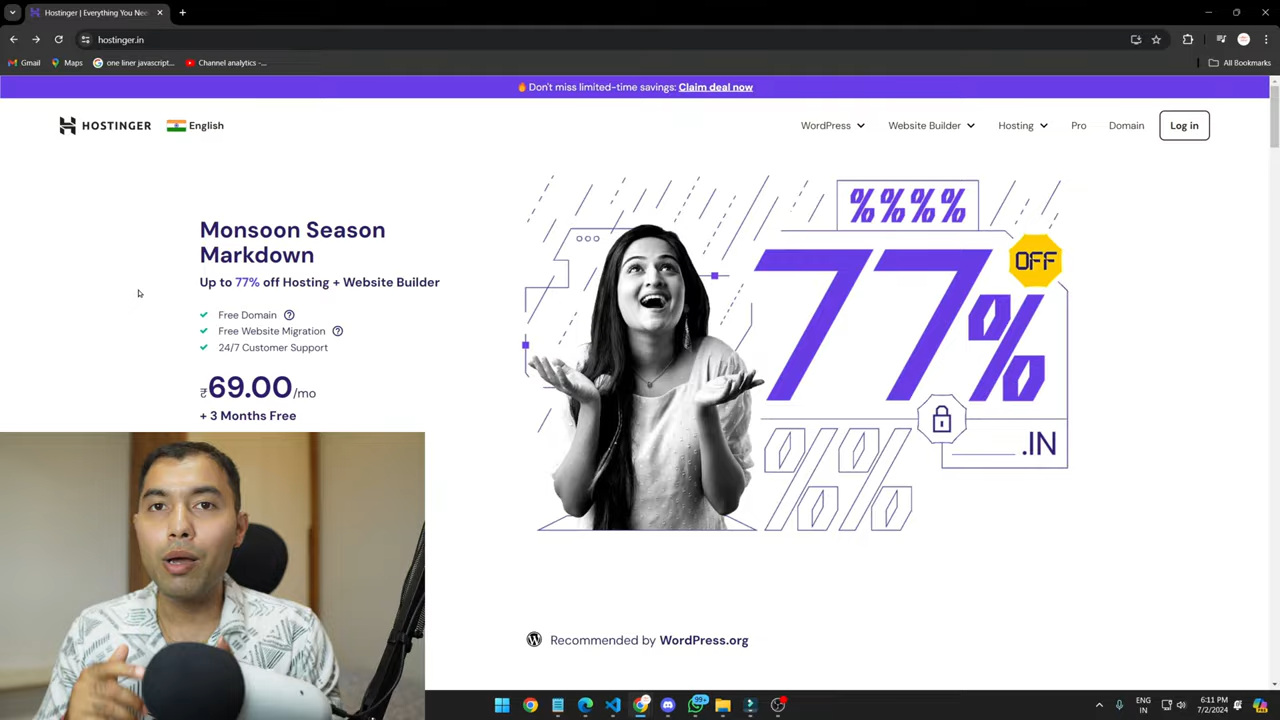 Hostinger | Everything You Nee
hostinger.in
Gmail
Maps
one liner javascript...
Channel analytics -...
All Bookmarks
Don't miss limited-time savings: Claim deal now
HOSTINGER
English
WordPress
Website Builder
Hosting
Pro
Domain
Log in
Monsoon Season
Markdown
Up to 77% off Hosting + Website Builder
Free Domain
Free Website Migration
24/7 Customer Support
₹69.00/mo
+ 3 Months Free
%%%%
77%
OFF
.IN
%%
Recommended by WordPress.org
99+
ENG
IN
6:11 PM
7/2/2024